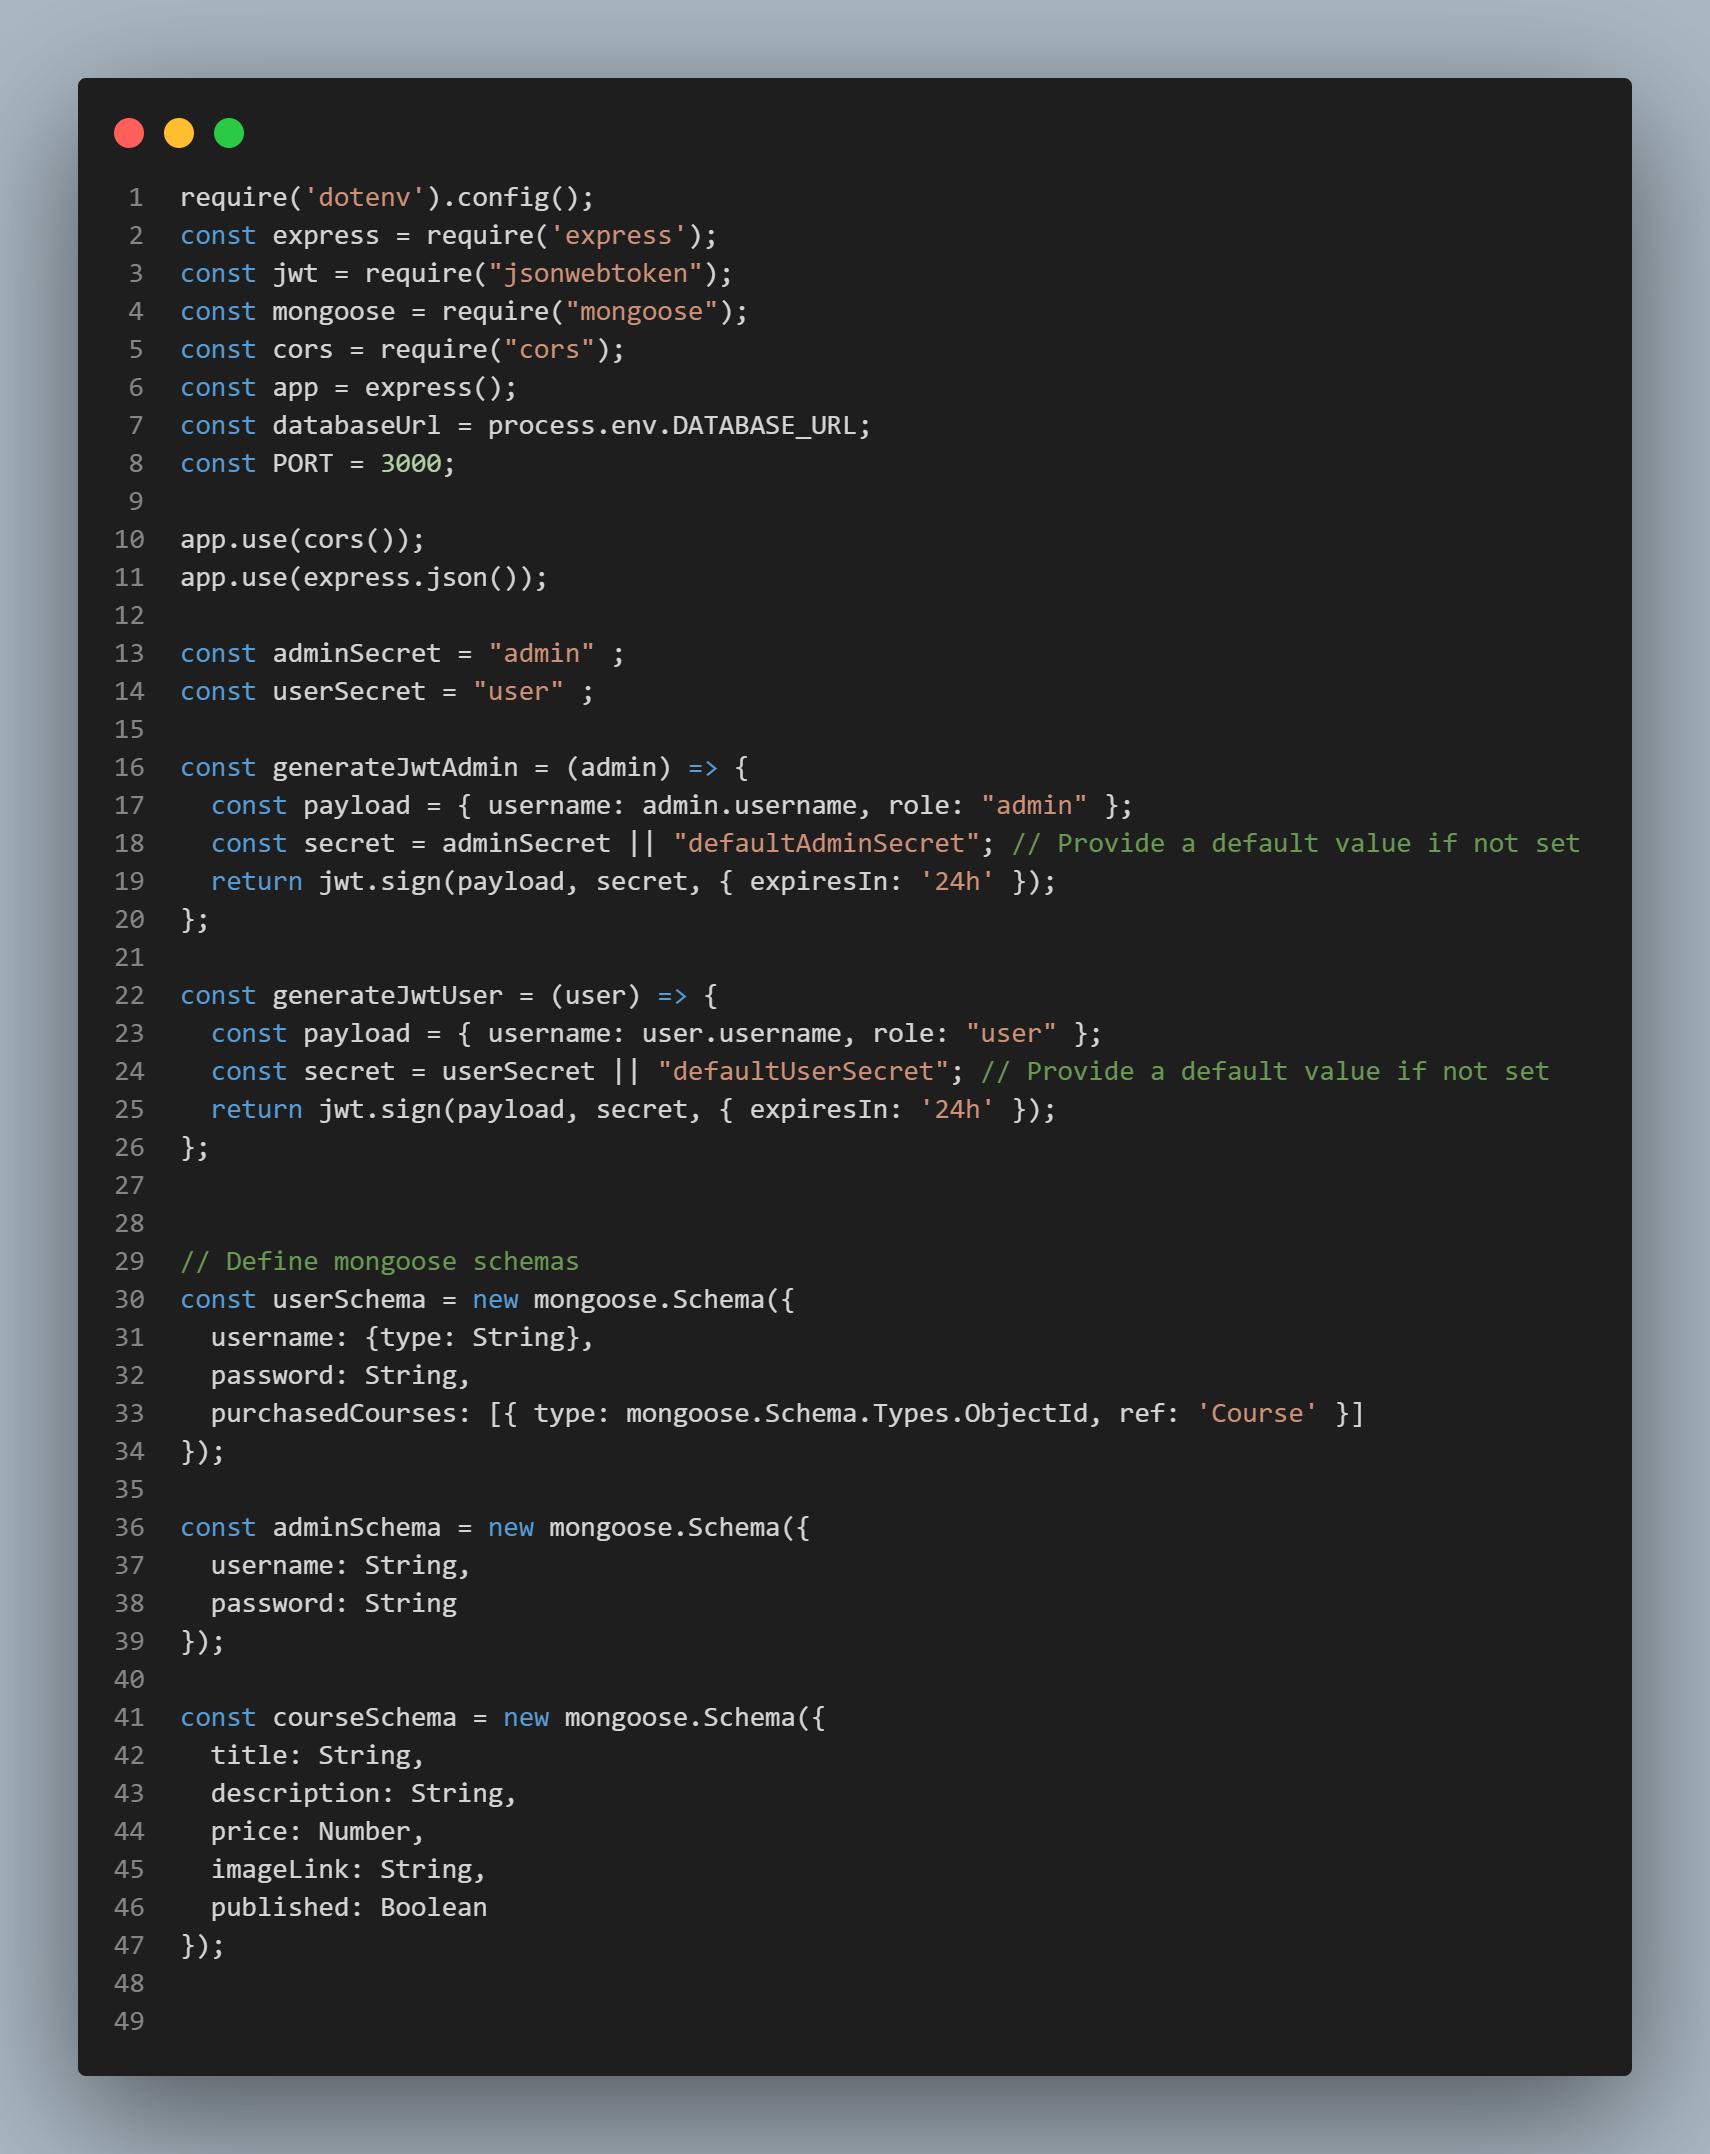 1 require('dotenv').config();
2 const express = require('express');
3 const jwt = require("jsonwebtoken");
4 const mongoose = require("mongoose");
5 const cors = require("cors");
6 const app = express();
7 const databaseUrl = process.env.DATABASE_URL;
8 const PORT = 3000;
9
10 app.use(cors());
11 app.use(express.json());
12
13 const adminSecret = "admin" ;
14 const userSecret = "user" ;
15
16 const generateJwtAdmin = (admin) => {
17   const payload = { username: admin.username, role: "admin" };
18   const secret = adminSecret || "defaultAdminSecret"; // Provide a default value if not set
19   return jwt.sign(payload, secret, { expiresIn: '24h' });
20 };
21
22 const generateJwtUser = (user) => {
23   const payload = { username: user.username, role: "user" };
24   const secret = userSecret || "defaultUserSecret"; // Provide a default value if not set
25   return jwt.sign(payload, secret, { expiresIn: '24h' });
26 };
27
28
29 // Define mongoose schemas
30 const userSchema = new mongoose.Schema({
31   username: {type: String},
32   password: String,
33   purchasedCourses: [{ type: mongoose.Schema.Types.ObjectId, ref: 'Course' }]
34 });
35
36 const adminSchema = new mongoose.Schema({
37   username: String,
38   password: String
39 });
40
41 const courseSchema = new mongoose.Schema({
42   title: String,
43   description: String,
44   price: Number,
45   imageLink: String,
46   published: Boolean
47 });
48
49